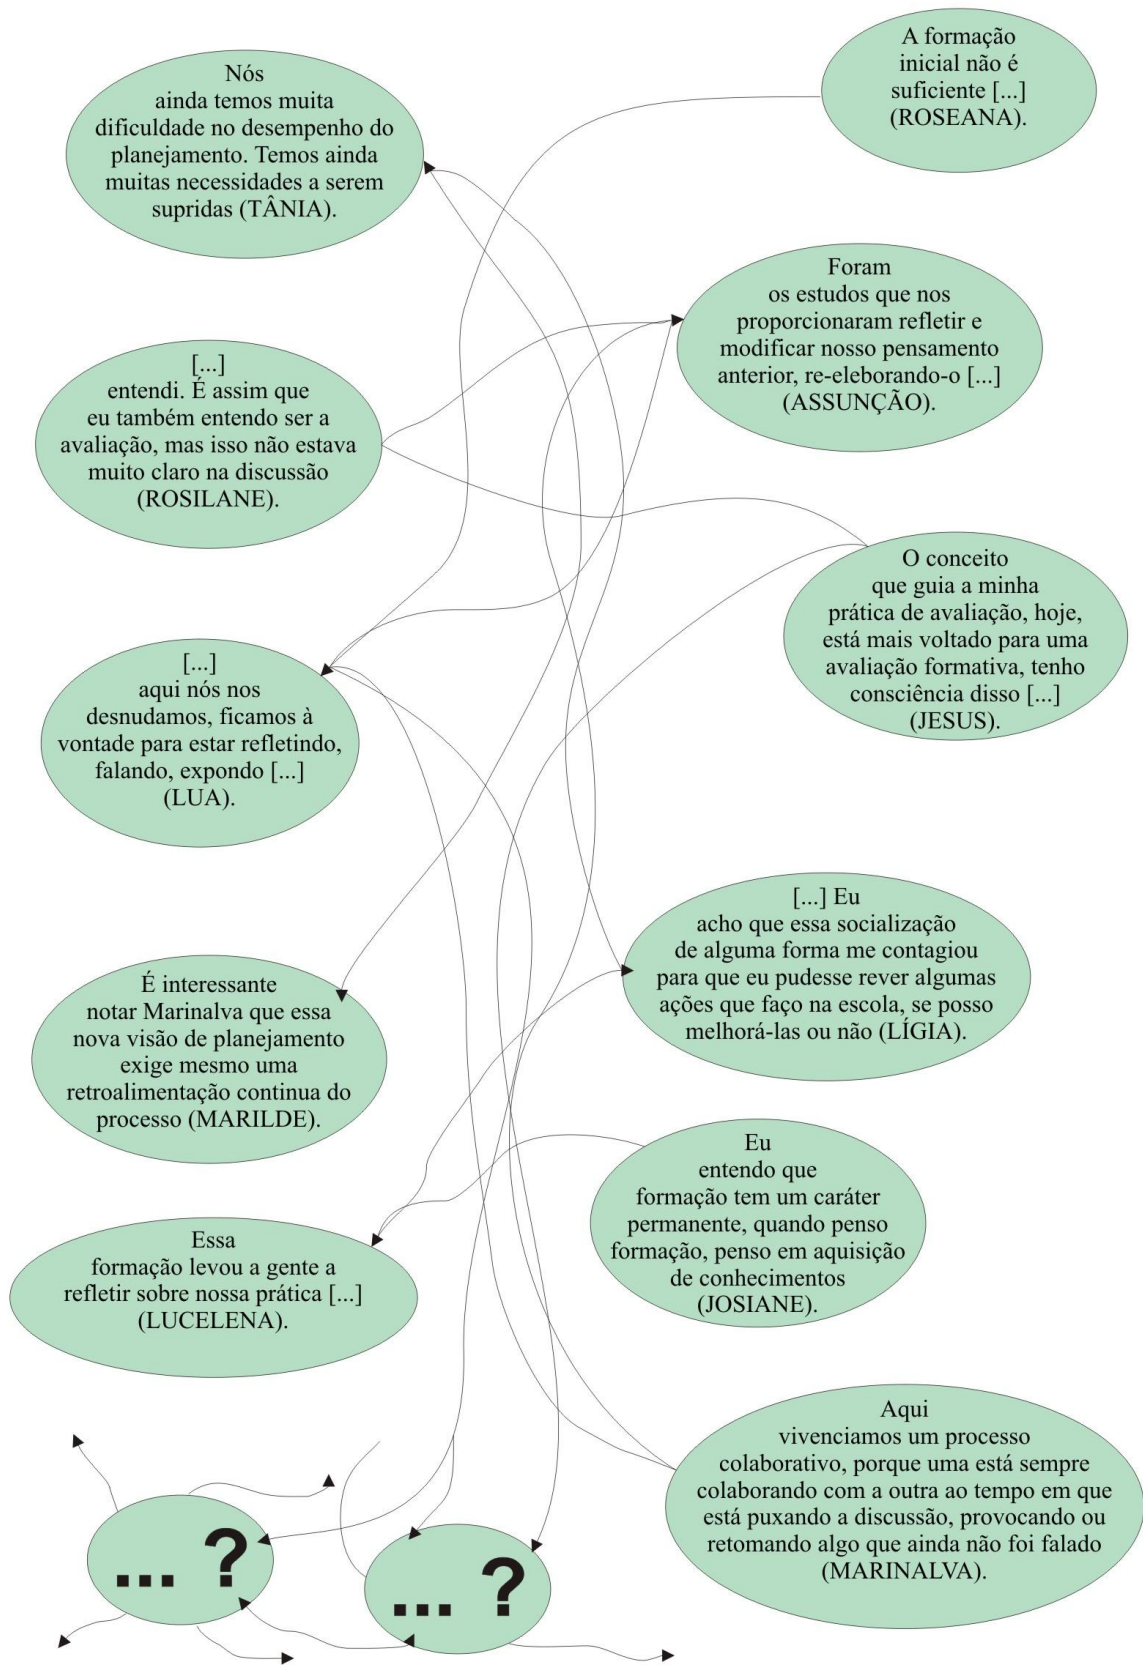 A formação
inicial não é
suficiente [...]
(ROSEANA).
Nós
ainda temos muita
dificuldade no desempenho do
planejamento. Temos ainda
muitas necessidades a serem
supridas (TÂNIA).
Foram
os estudos que nos
proporcionaram refletir e
modificar nosso pensamento
anterior, re-eleborando-o [...]
(ASSUNÇÃO).
[...]
entendi. É assim que
eu também entendo ser a
avaliação, mas isso não estava
muito claro na discussão
(ROSILANE).
O conceito
que guia a minha
prática de avaliação, hoje,
está mais voltado para uma
avaliação formativa, tenho
consciência disso [...]
(JESUS).
[...]
aqui nós nos
desnudamos, ficamos à
vontade para estar refletindo,
falando, expondo [...]
(LUA).
[...] Eu
acho que essa socialização
de alguma forma me contagiou
para que eu pudesse rever algumas
ações que faço na escola, se posso
melhorá-las ou não (LÍGIA).
É interessante
notar Marinalva que essa
nova visão de planejamento
exige mesmo uma
retroalimentação continua do
processo (MARILDE).
Eu
entendo que
formação tem um caráter
permanente, quando penso
formação, penso em aquisição
de conhecimentos
(JOSIANE).
Essa
formação levou a gente a
refletir sobre nossa prática [...]
(LUCELENA).
Aqui
vivenciamos um processo
colaborativo, porque uma está sempre
colaborando com a outra ao tempo em que
está puxando a discussão, provocando ou
retomando algo que ainda não foi falado
(MARINALVA).
... ?
... ?